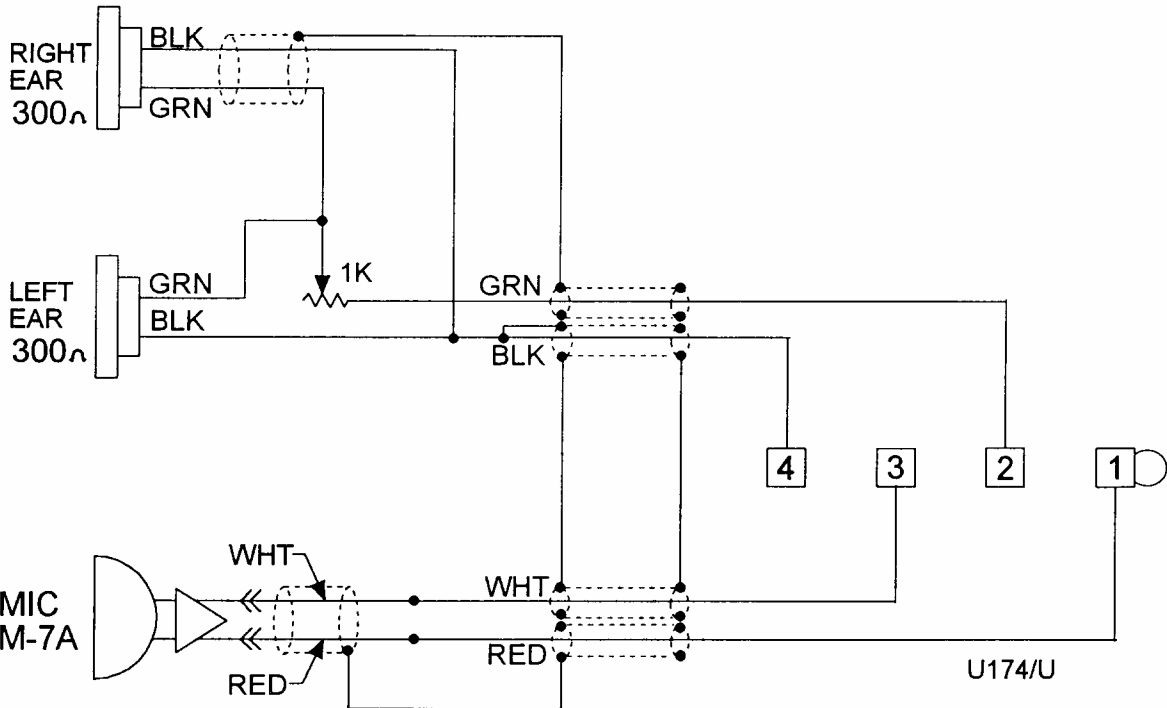 BLK
RIGHT
EAR
300Ω
GRN
1K
GRN
GRN
LEFT
EAR
300Ω
BLK
BLK
4
3
2
1
WHT
WHT
MIC
M-7A
RED
RED
U174/U